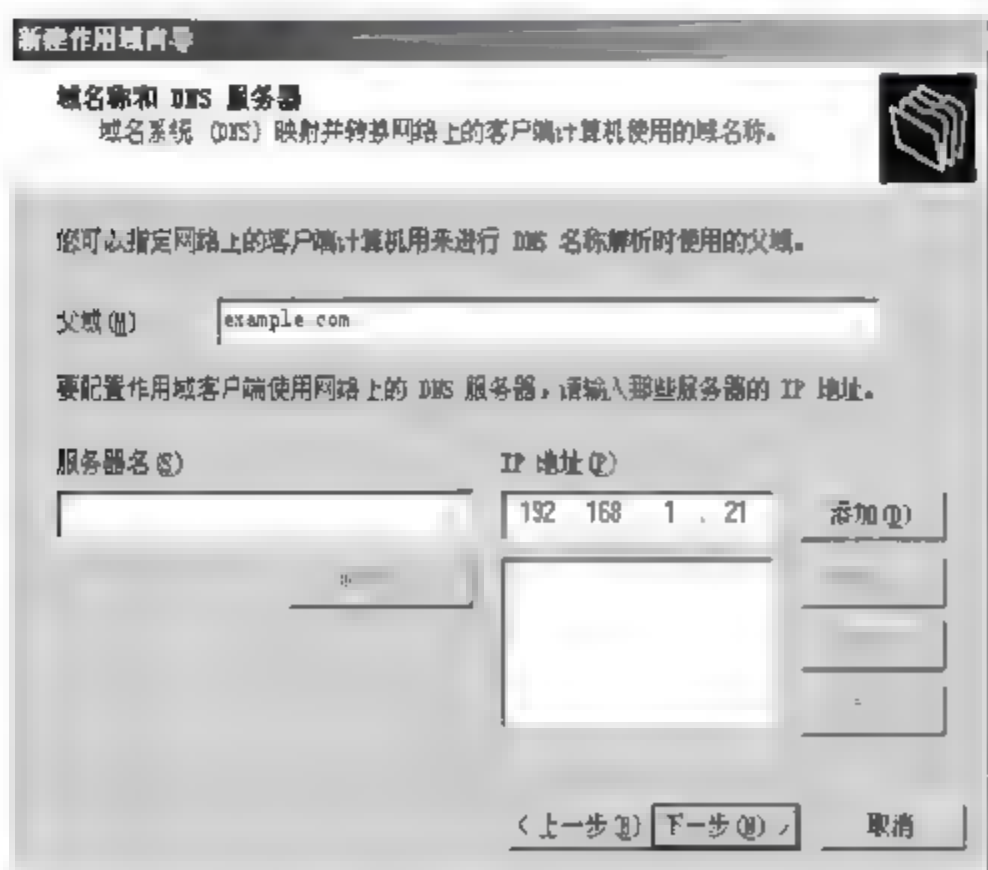 新建作用域向导
域名称和 DNS 服务器
域名系统 (DNS) 映射并转换网络上的客户端计算机使用的域名称。
您可以指定网络上的客户端计算机用来进行 DNS 名称解析时使用的父域。
父域(M)
example com
要配置作用域客户端使用网络上的 DNS 服务器，请输入那些服务器的 IP 地址。
服务器名(S)
IP 地址(P)
192 168 1 . 21
添加(D)
< 上一步(B)
下一步(N) >
取消